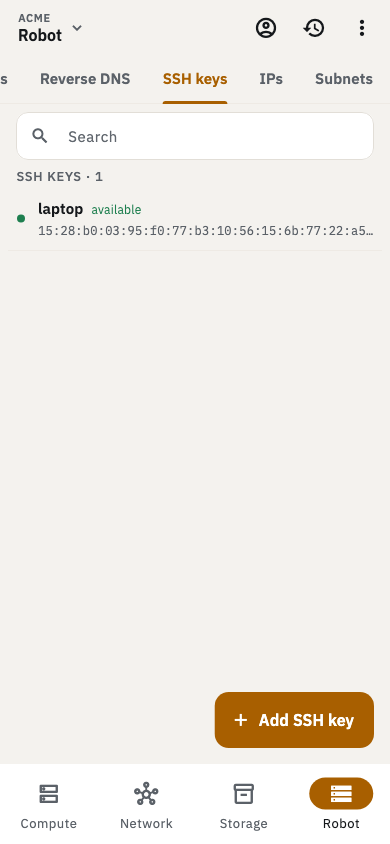 ACME
Robot
s
Reverse DNS
SSH keys
IPs
Subnets
Search
SSH KEYS · 1
laptop available
15:28:b0:03:95:f0:77:b3:10:56:15:6b:77:22:a5…
+ Add SSH key
Compute
Network
Storage
Robot